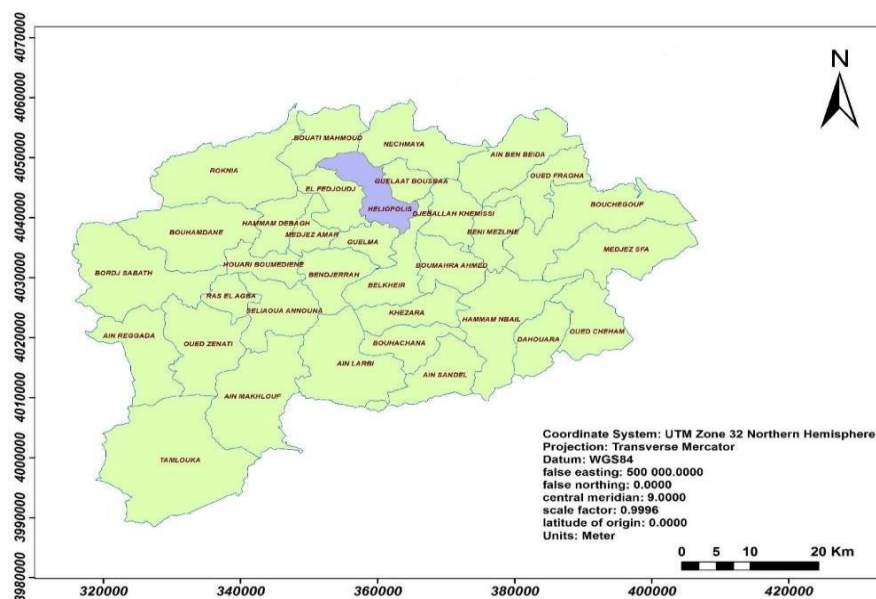 4070000
N
4060000
BOUATI MAHMOUD
NECHMAYA
4050000
AIN BEN BEIDA
ROKNIA
GUELAAT BOUSBAA
OUED FRAGHA
EL FEDJOUDJ
BOUCHEGOUF
HELIOPOLIS
DJEBALLAH KHEMISSI
4040000
HAMMAM DEBAGH
BOUHAMDANE
MEDJEZ AMAR
BENI MEZLINE
GUELMA
MEDJEZ SFA
HOUARI BOUMEDIENE
BOUMAHRA AHMED
BORDJ SABATH
BENDJERRAH
4030000
BELKHEIR
RAS EL AGBA
SELIAOUA ANNOUNA
KHEZARA
HAMMAM NBAIL
4020000
AIN REGGADA
OUED CHEHAM
OUED ZENATI
BOUHACHANA
DAHOUARA
AIN LARBI
AIN SANDEL
4010000
AIN MAKHLOUF
4000000
TAMLOUKA
Coordinate System: UTM Zone 32 Northern Hemisphere
Projection: Transverse Mercator
Datum: WGS84
false easting: 500 000.0000
false northing: 0.0000
central meridian: 9.0000
scale factor: 0.9996
latitude of origin: 0.0000
Units: Meter
3990000
0 5 10 20 Km
3980000
320000 340000 360000 380000 400000 420000